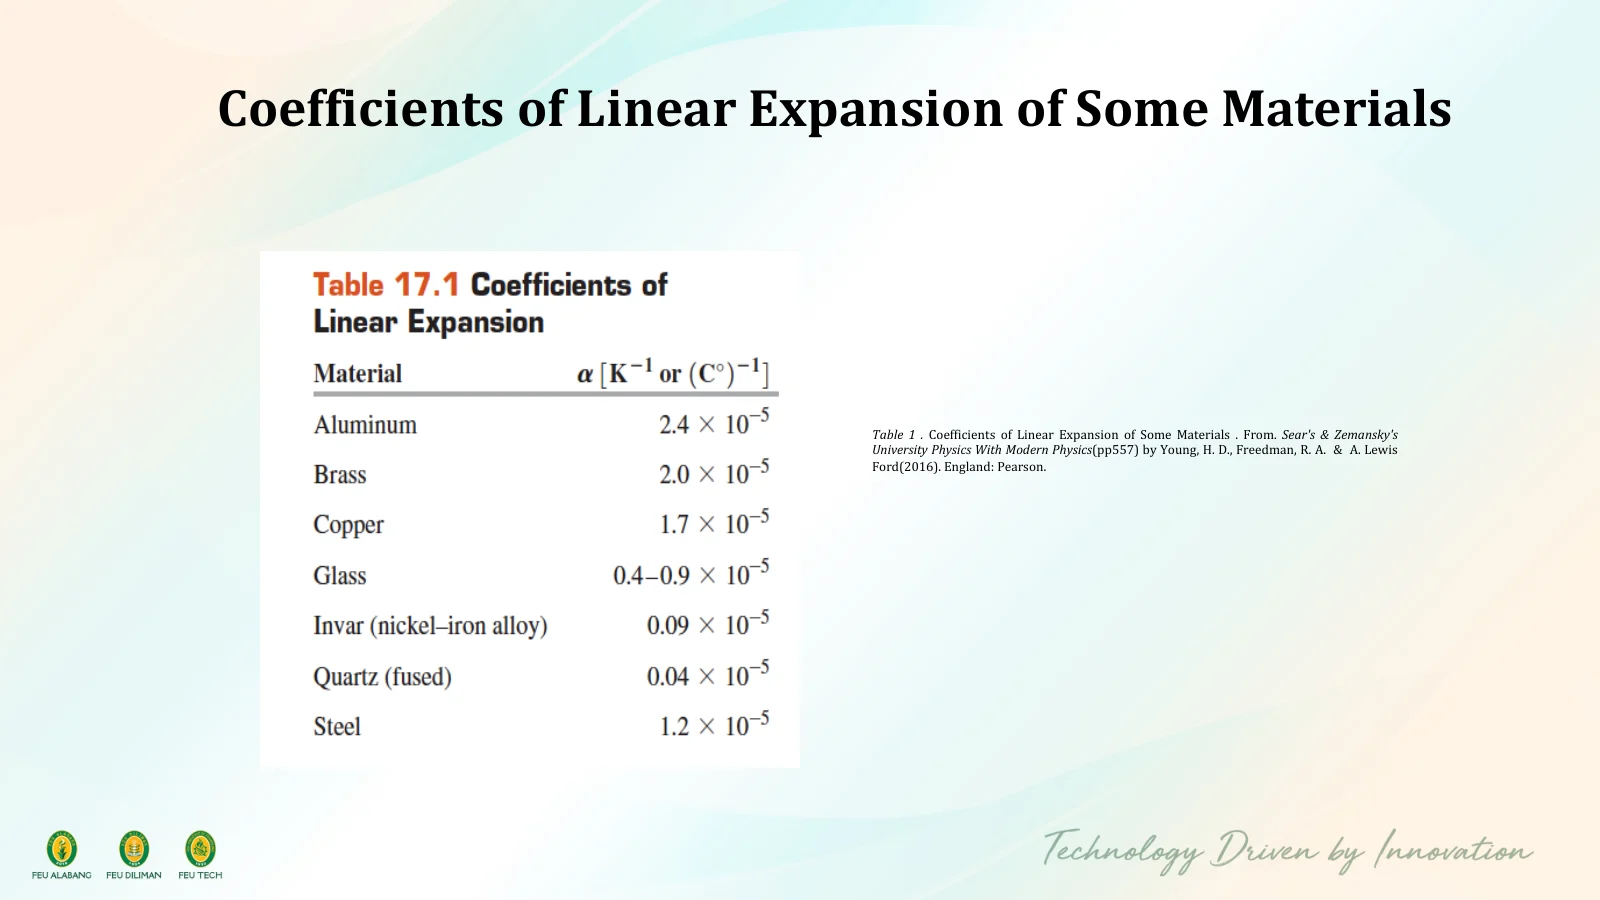 Coefficients of Linear Expansion of Some Materials
Table 17.1 Coefficients of
Linear Expansion
Material α [K⁻¹ or (C°)⁻¹]
Aluminum 2.4 × 10⁻⁵
Brass 2.0 × 10⁻⁵
Copper 1.7 × 10⁻⁵
Glass 0.4–0.9 × 10⁻⁵
Invar (nickel–iron alloy) 0.09 × 10⁻⁵
Quartz (fused) 0.04 × 10⁻⁵
Steel 1.2 × 10⁻⁵
Table 1 . Coefficients of Linear Expansion of Some Materials . From. Sear's & Zemansky's
University Physics With Modern Physics(pp557) by Young, H. D., Freedman, R. A. & A. Lewis
Ford(2016). England: Pearson.
FEU ALABANG FEU DILIMAN FEU TECH
Technology Driven by Innovation